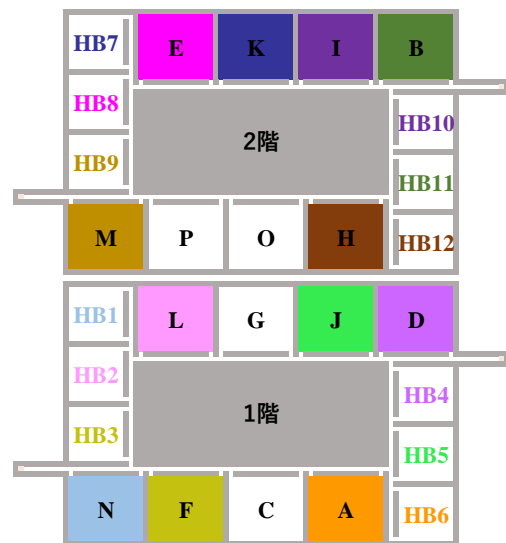 HB7 E K I B
HB8
HB10
2階
HB9
HB11
M P O H HB12
HB1 L G J D
HB2
HB4
1階
HB3
HB5
N F C A HB6